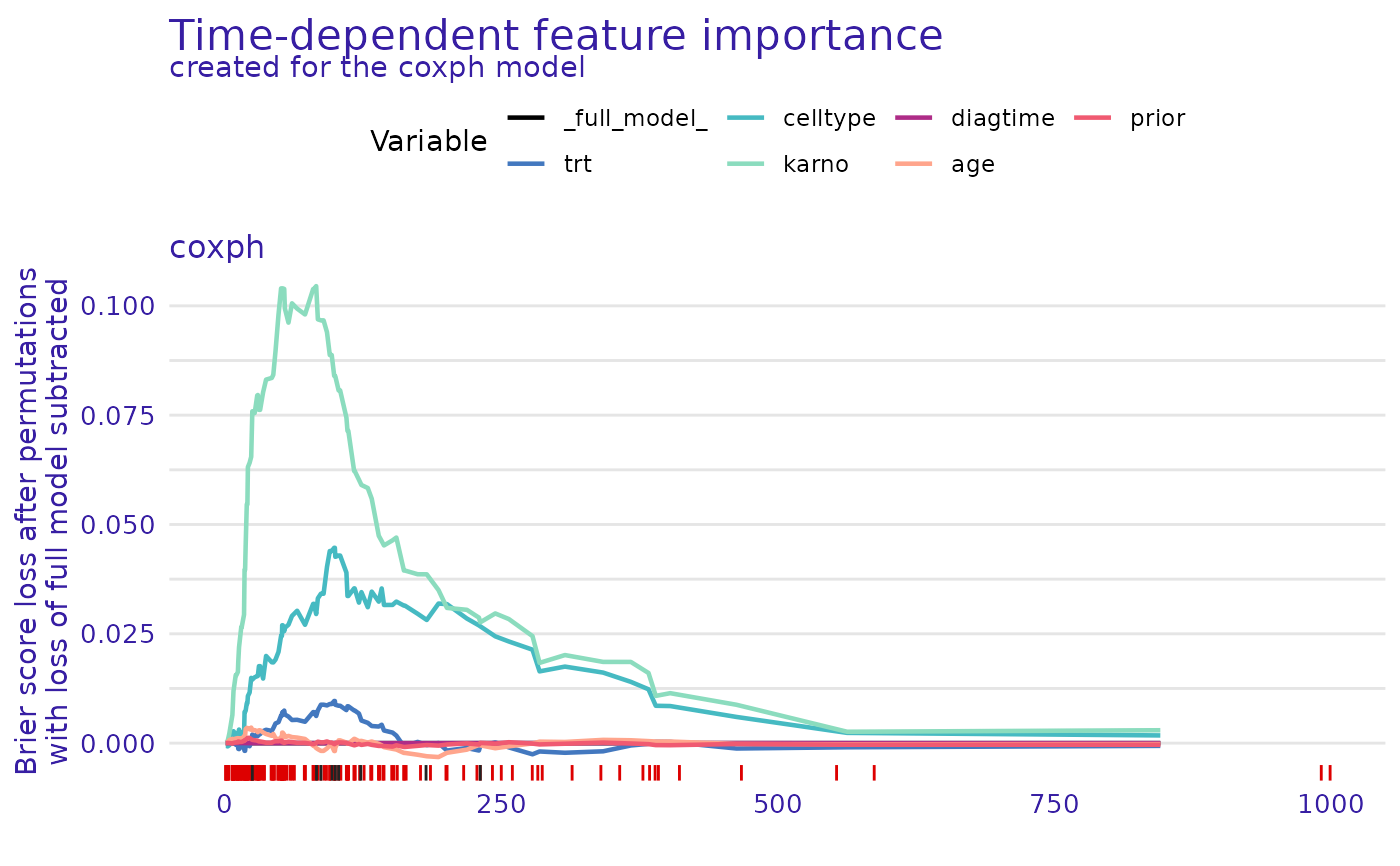 Time-dependent feature importance
created for the coxph model
Variable
_full_model_ celltype diagtime prior
trt karno age
coxph
Brier score loss after permutations
with loss of full model subtracted
0.100
0.075
0.050
0.025
0.000
0 250 500 750 1000